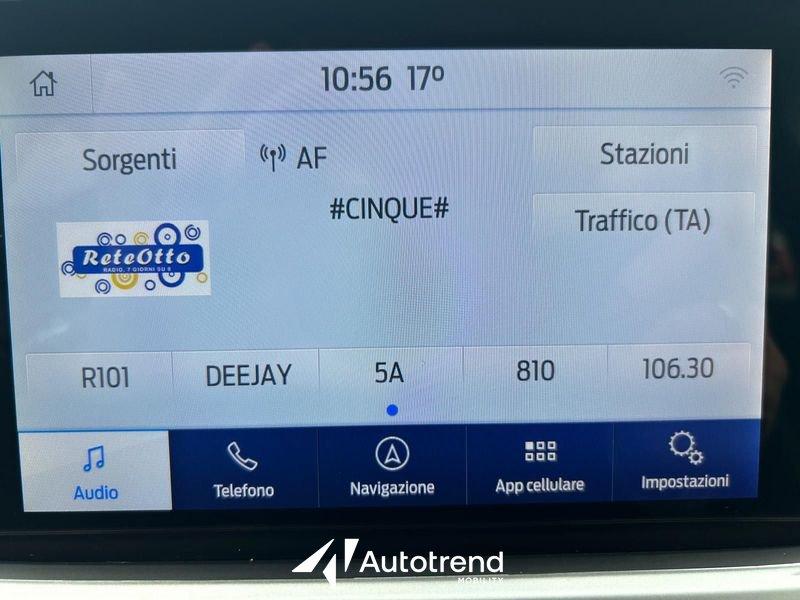 10:56 17º
Sorgenti
AF
Stazioni
#CINQUE#
Traffico (TA)
ReteOtto
RADIO, 7 GIORNI SU 8
R101
DEEJAY
5A
810
106.30
Audio
Telefono
Navigazione
App cellulare
Impostazioni
Autotrend
MOBILITY